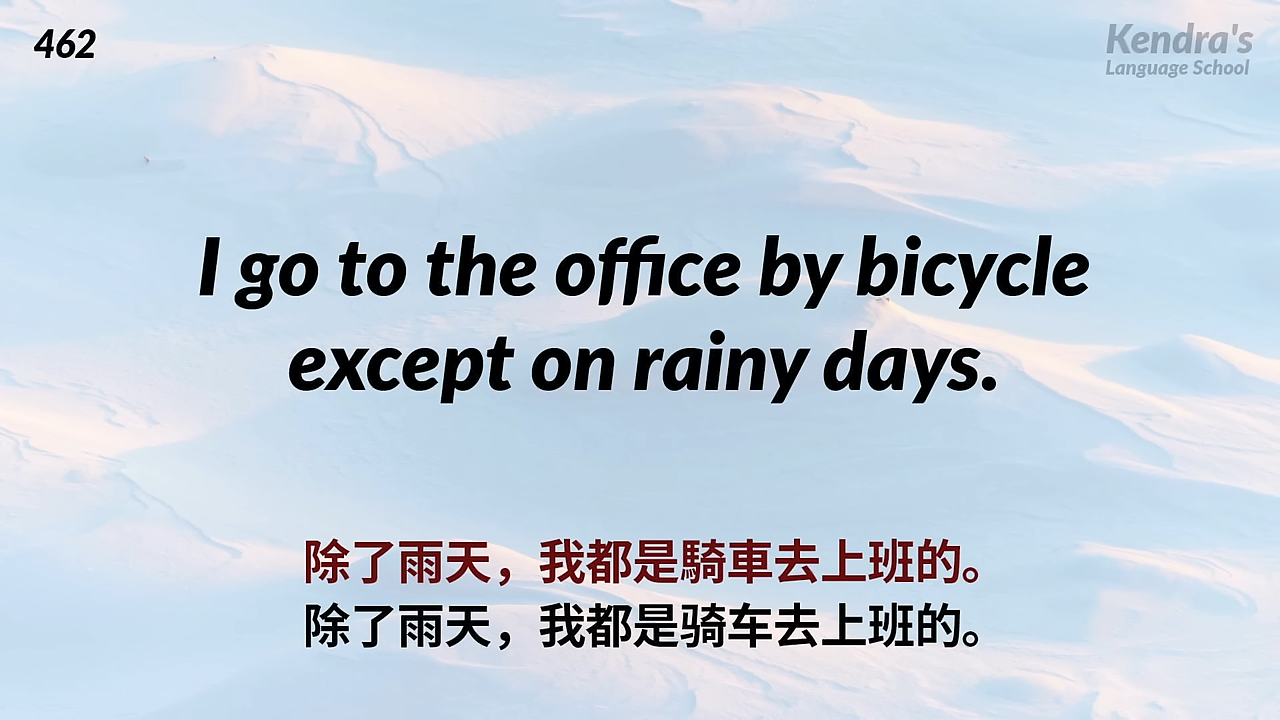 462
Kendra's
Language School
I go to the office by bicycle
except on rainy days.
除了雨天，我都是騎車去上班的。
除了雨天，我都是骑车去上班的。